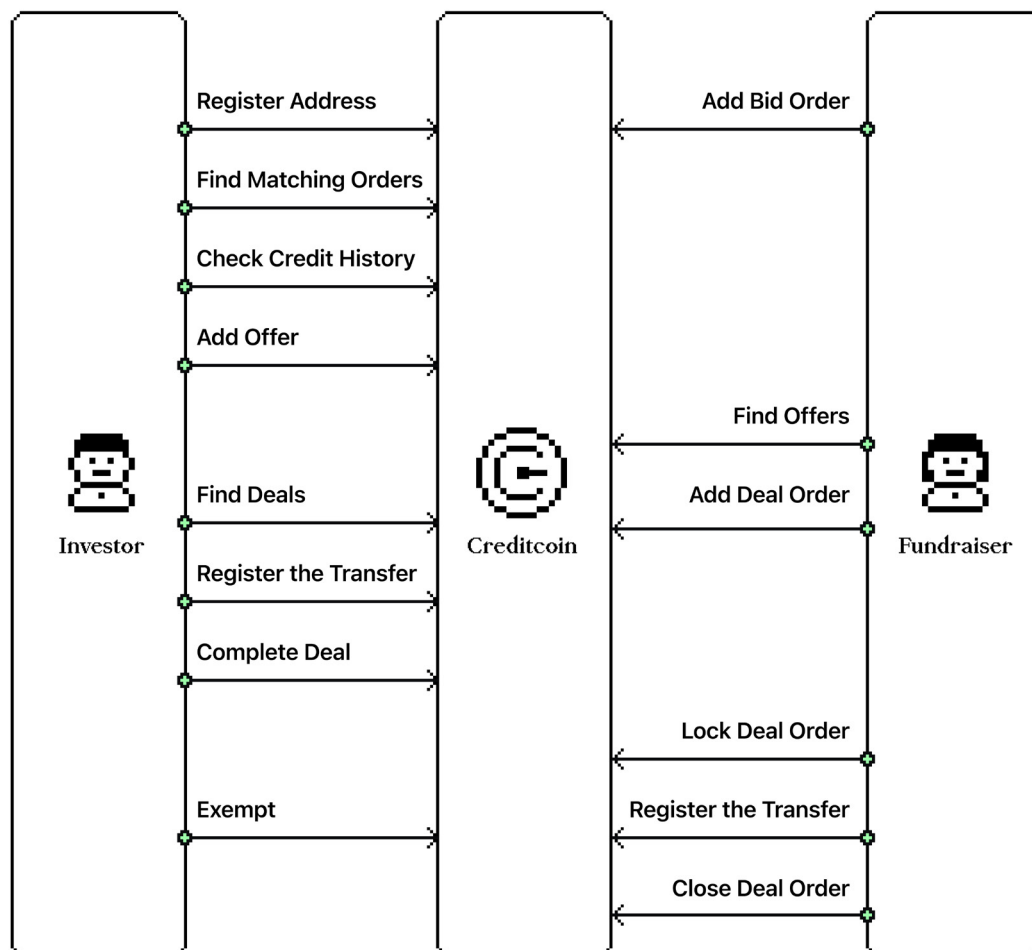 Register Address
Add Bid Order
Find Matching Orders
Check Credit History
Add Offer
Find Offers
Find Deals
Add Deal Order
Investor
Creditcoin
Fundraiser
Register the Transfer
Complete Deal
Lock Deal Order
Exempt
Register the Transfer
Close Deal Order